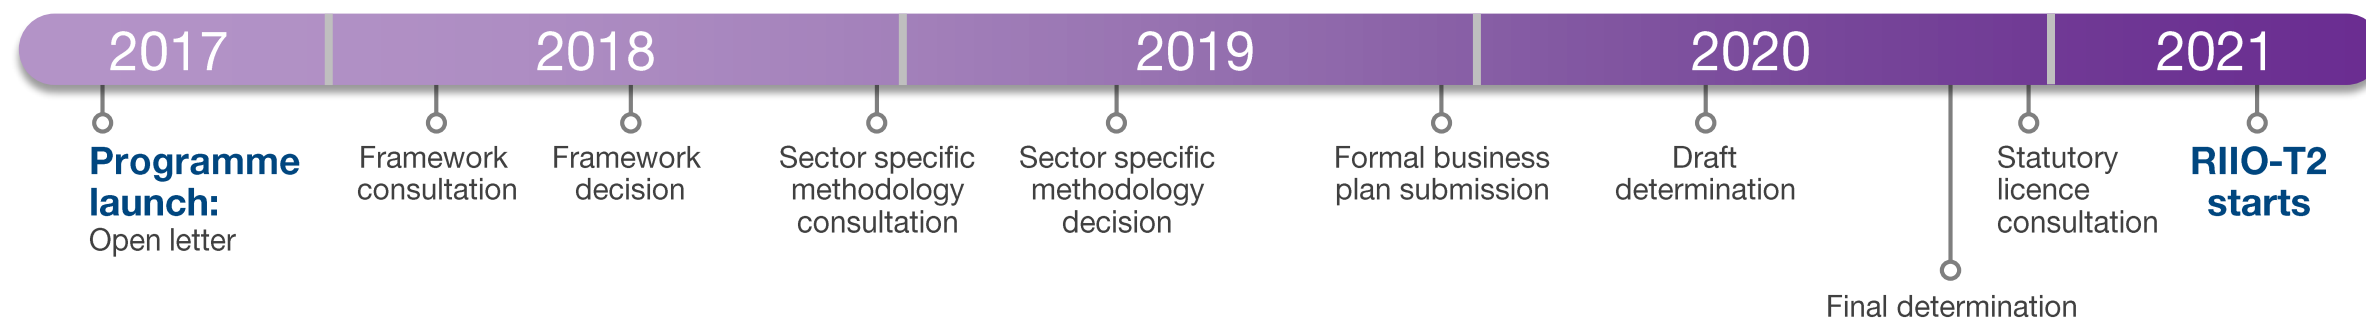 2017
2018
2019
2020
2021
Programme
launch:
Open letter
Framework
consultation
Framework
decision
Sector specific
methodology
consultation
Sector specific
methodology
decision
Formal business
plan submission
Draft
determination
Final determination
Statutory
licence
consultation
RIIO-T2
starts